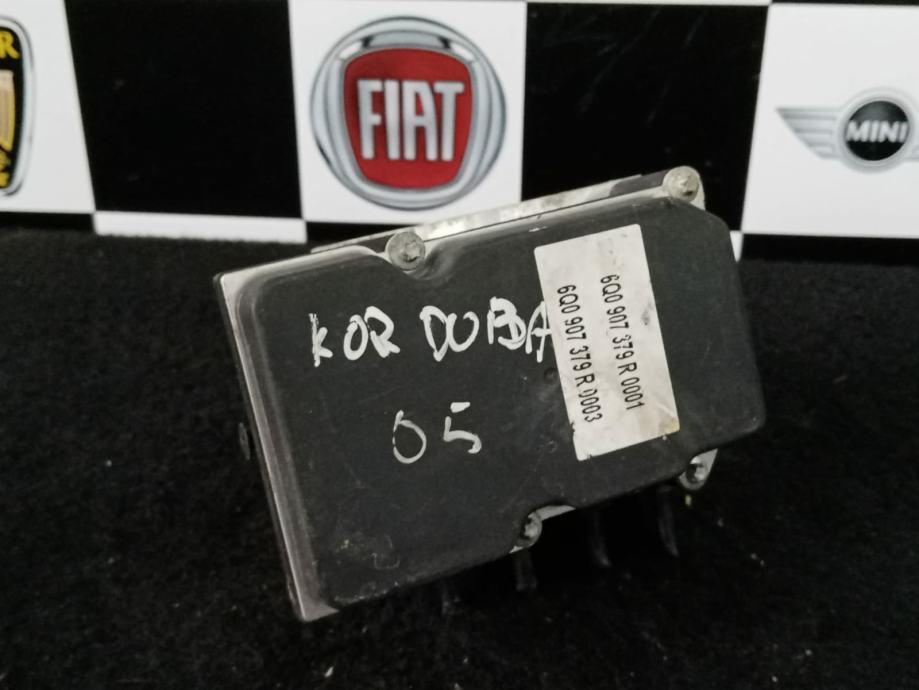 R
FIAT
MINI
KOR DOBA
05
6Q0 907 379 R 0001
6Q0 907 379 R 0003